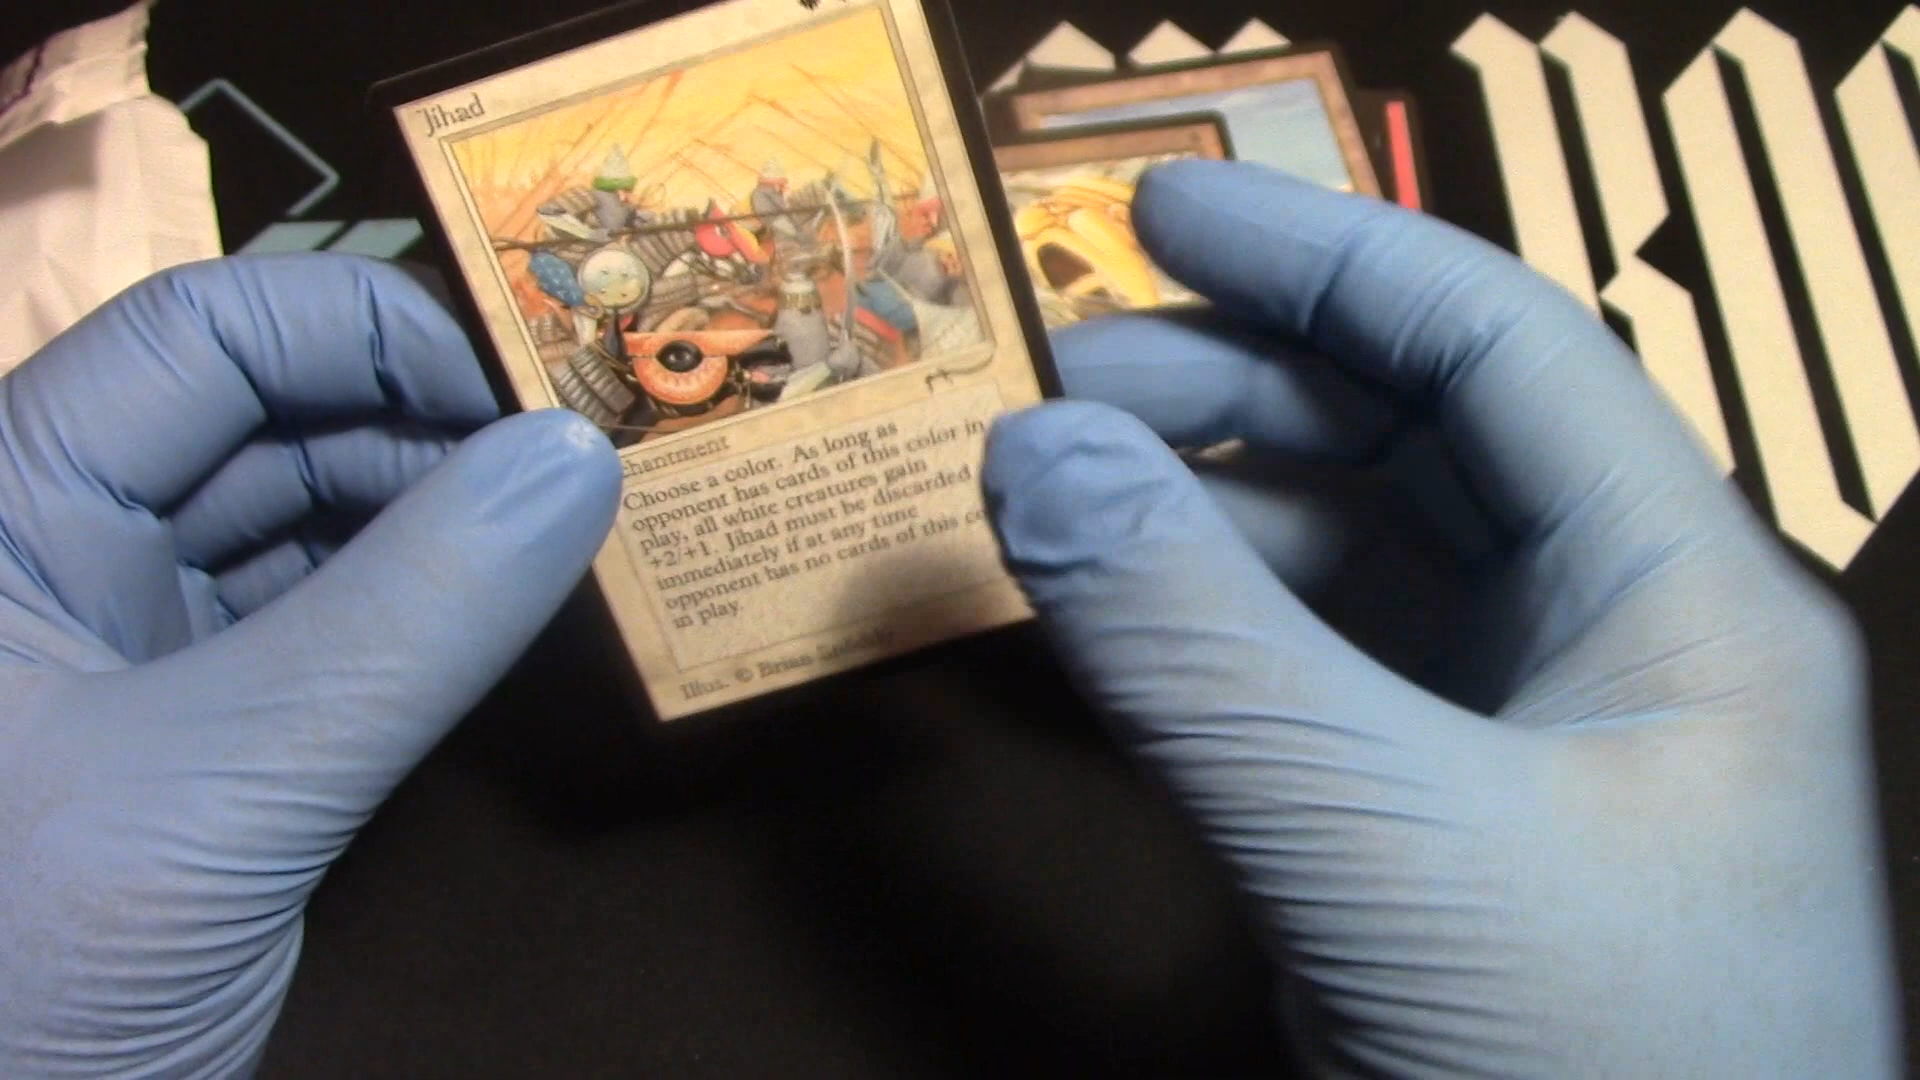 Jihad
chantment
Choose a color. As long as
opponent has cards of this color in
play, all white creatures gain
+2/+1. Jihad must be discarded
immediately if at any time
opponent has no cards of this co
in play.
Illus. © Brian